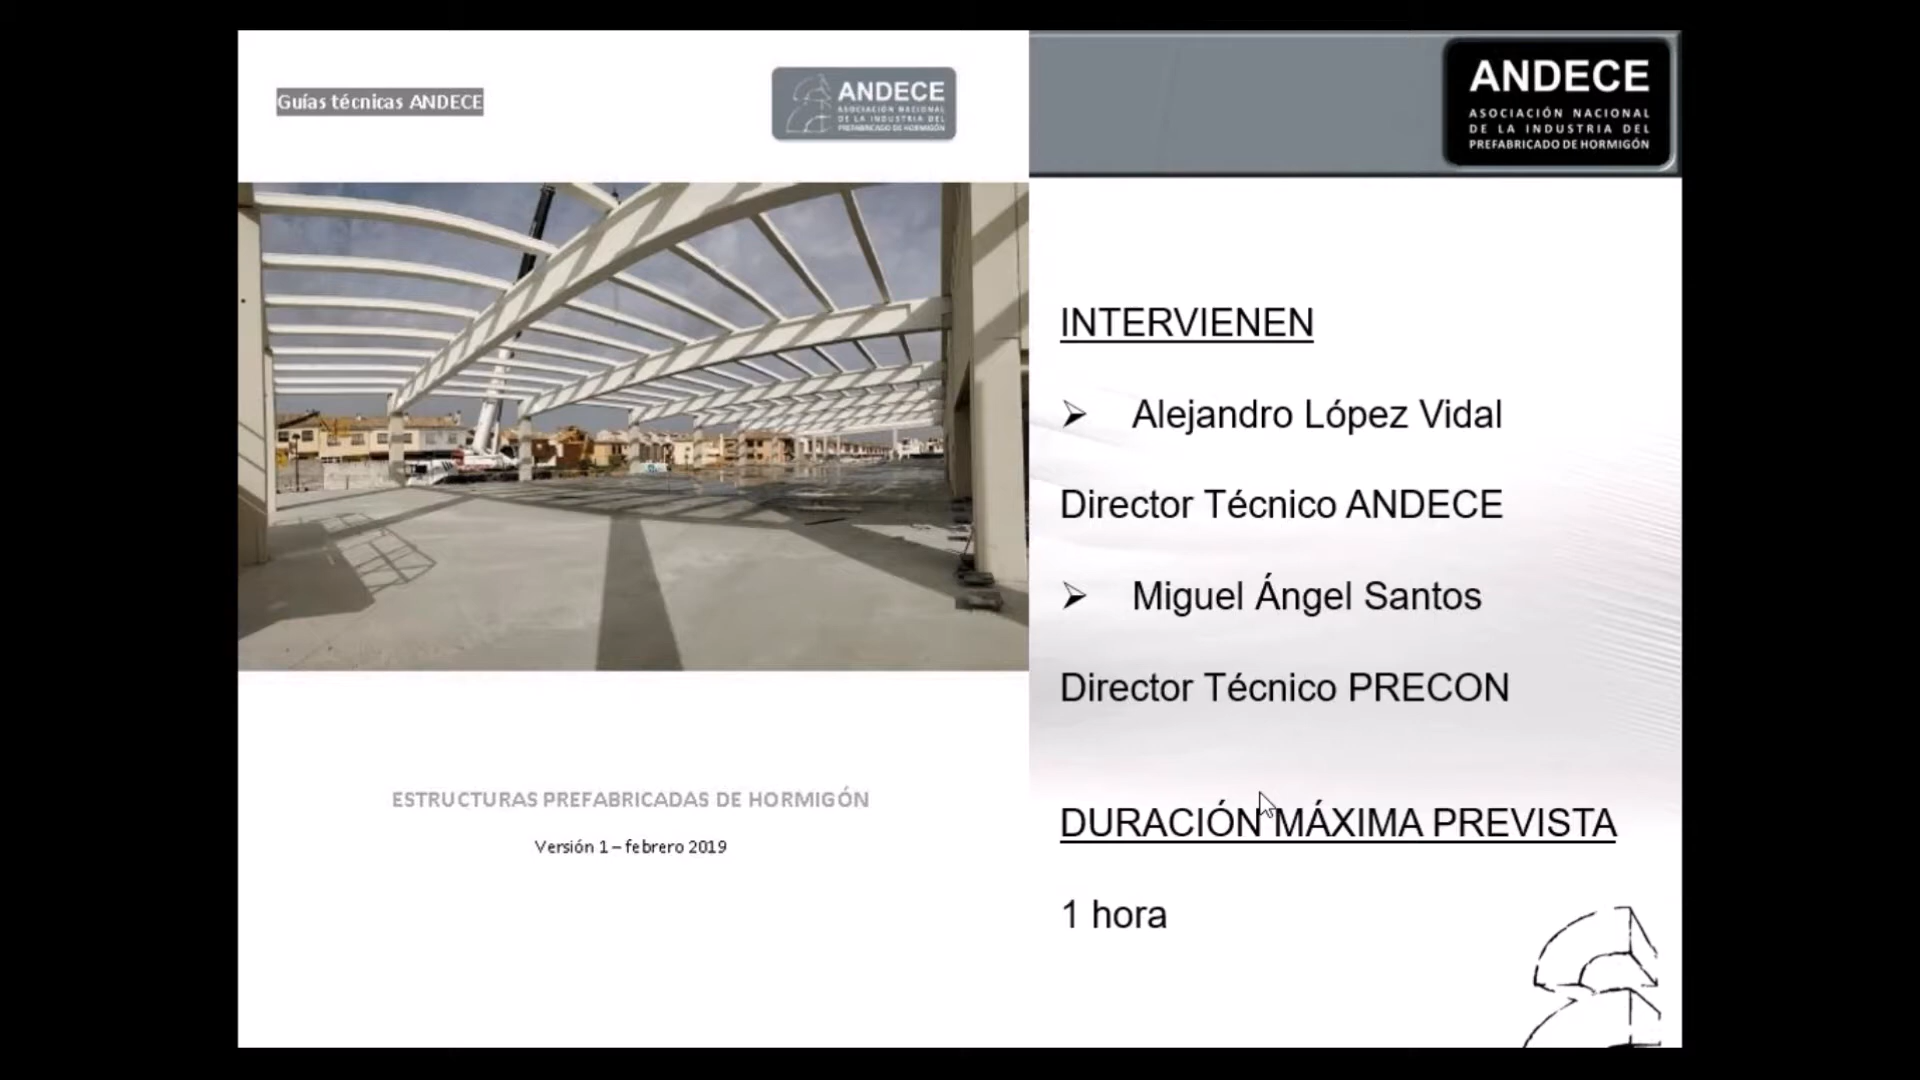 Guías técnicas ANDECE
ANDECE
ASOCIACIÓN NACIONAL
DE LA INDUSTRIA DEL
PREFABRICADO DE HORMIGÓN
ESTRUCTURAS PREFABRICADAS DE HORMIGÓN
Versión 1 – febrero 2019
ANDECE
ASOCIACIÓN NACIONAL
DE LA INDUSTRIA DEL
PREFABRICADO DE HORMIGÓN
INTERVIENEN
Alejandro López Vidal
Director Técnico ANDECE
Miguel Ángel Santos
Director Técnico PRECON
DURACIÓN MÁXIMA PREVISTA
1 hora